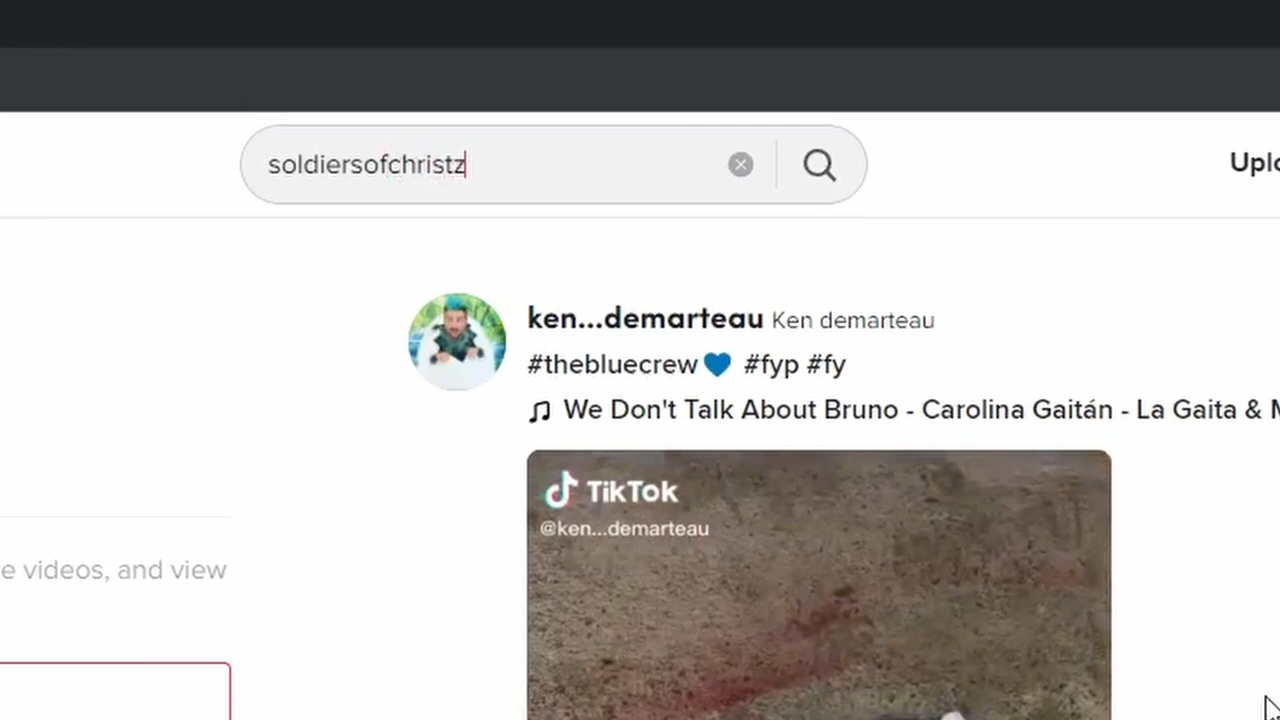 soldiersofchristz
Uplo
ken...demarteau Ken demarteau
#thebluecrew💙 #fyp #fy
We Don't Talk About Bruno - Carolina Gaitán - La Gaita & M
TikTok
@ken...demarteau
e videos, and view